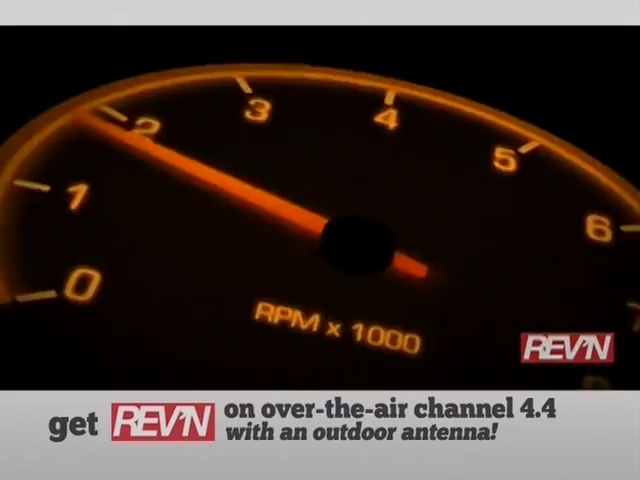 3
4
2
5
1
6
0
RPM x 1000
REV'N
get REV'N on over-the-air channel 4.4
with an outdoor antenna!